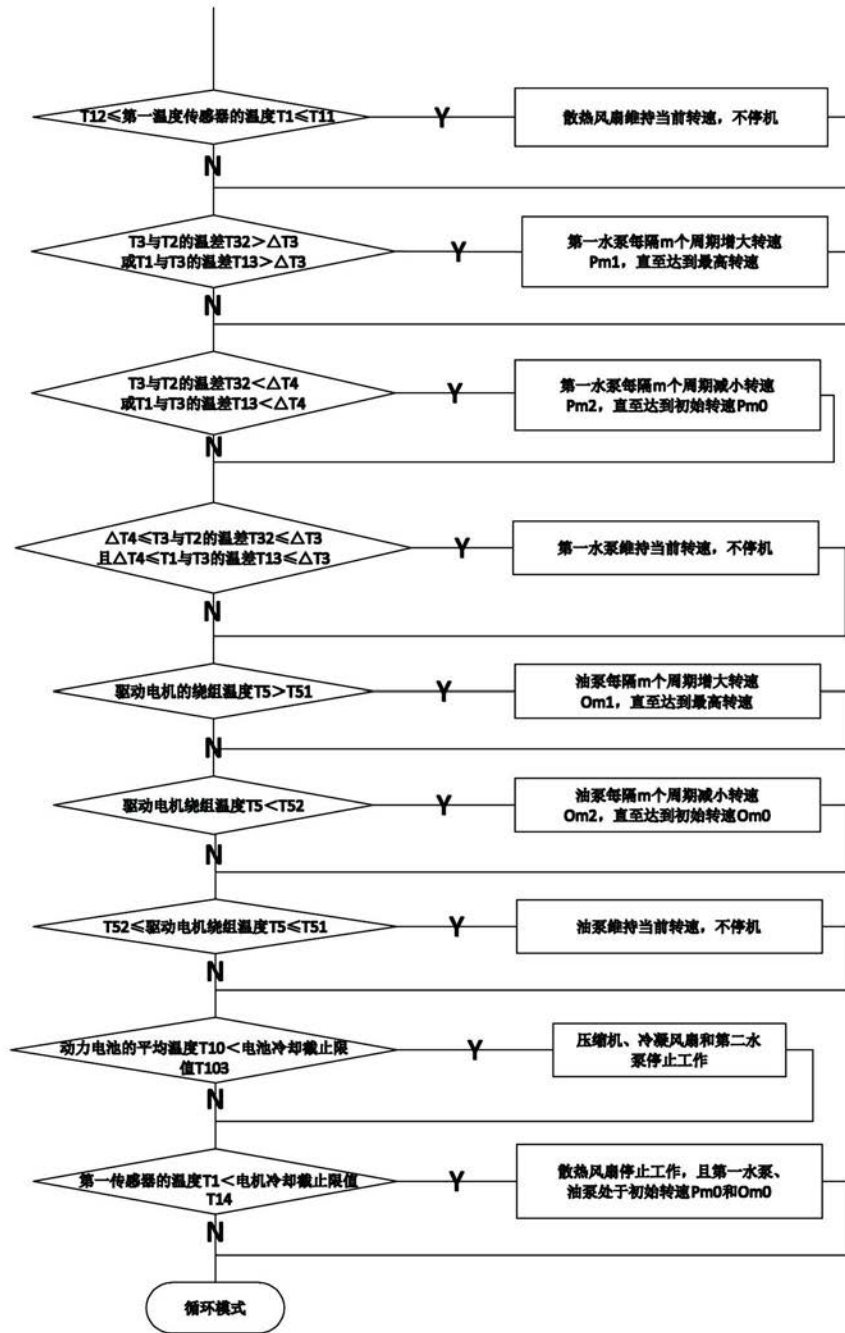 T12≤第一温度传感器的温度T1≤T11
Y
散热风扇维持当前转速，不停机
N
T3与T2的温差T32＞△T3
或T1与T3的温差T13＞△T3
Y
第一水泵每隔m个周期增大转速
Pm1，直至达到最高转速
N
T3与T2的温差T32＜△T4
或T1与T3的温差T13＜△T4
Y
第一水泵每隔m个周期减小转速
Pm2，直至达到初始转速Pm0
N
△T4≤T3与T2的温差T32≤△T3
且△T4≤T1与T3的温差T13≤△T3
Y
第一水泵维持当前转速，不停机
N
驱动电机的绕组温度T5＞T51
Y
油泵每隔m个周期增大转速
Om1，直至达到最高转速
N
驱动电机绕组温度T5＜T52
Y
油泵每隔m个周期减小转速
Om2，直至达到初始转速Om0
N
T52≤驱动电机绕组温度T5≤T51
Y
油泵维持当前转速，不停机
N
动力电池的平均温度T10＜电池冷却截止限
值T103
Y
压缩机、冷凝风扇和第二水
泵停止工作
N
第一传感器的温度T1＜电机冷却截止限值
T14
Y
散热风扇停止工作，且第一水泵、
油泵处于初始转速Pm0和Om0
N
循环模式